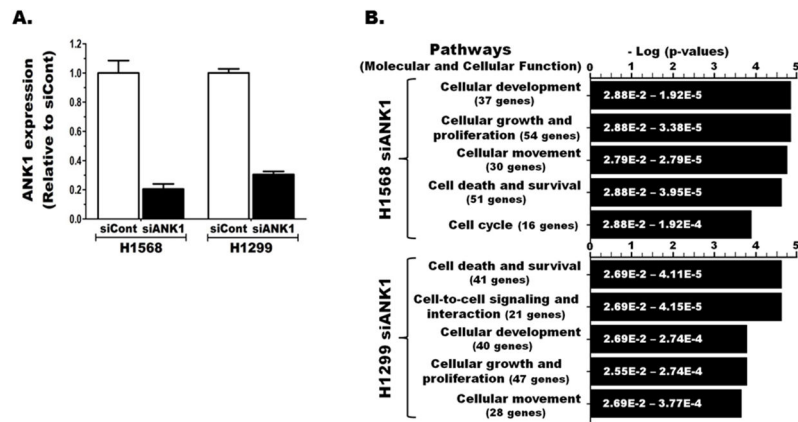 A.
ANK1 expression
(Relative to siCont)
1.2
1.0
0.8
0.6
0.4
0.2
0.0
siCont siANK1 siCont siANK1
H1568 H1299
B.
Pathways
(Molecular and Cellular Function)
- Log (p-values)
0 1 2 3 4 5
H1568 siANK1
Cellular development
(37 genes)
2.88E-2 – 1.92E-5
Cellular growth and
proliferation (54 genes)
2.88E-2 – 3.38E-5
Cellular movement
(30 genes)
2.79E-2 – 2.79E-5
Cell death and survival
(51 genes)
2.88E-2 – 3.95E-5
Cell cycle (16 genes)
2.88E-2 – 1.92E-4
0 1 2 3 4 5
H1299 siANK1
Cell death and survival
(41 genes)
2.69E-2 – 4.11E-5
Cell-to-cell signaling and
interaction (21 genes)
2.69E-2 – 4.15E-5
Cellular development
(40 genes)
2.69E-2 – 2.74E-4
Cellular growth and
proliferation (47 genes)
2.55E-2 – 2.74E-4
Cellular movement
(28 genes)
2.69E-2 – 3.77E-4